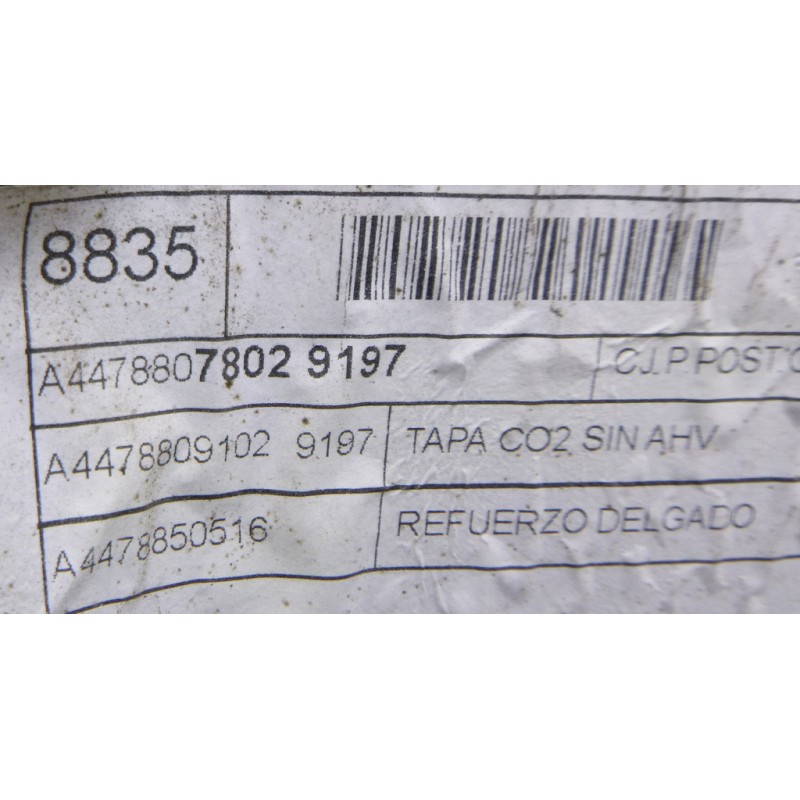 8835
A4478807802 9197 CJ.P POST
A4478809102 9197 TAPA CO2 SIN AHV
A4478850516 REFUERZO DELGADO